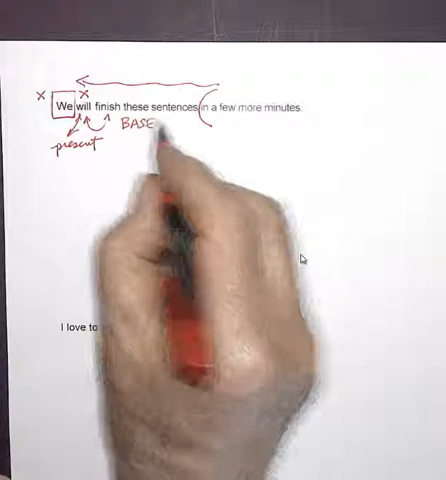 x x
We will finish these sentences in a few more minutes.
BASE
present
I love to